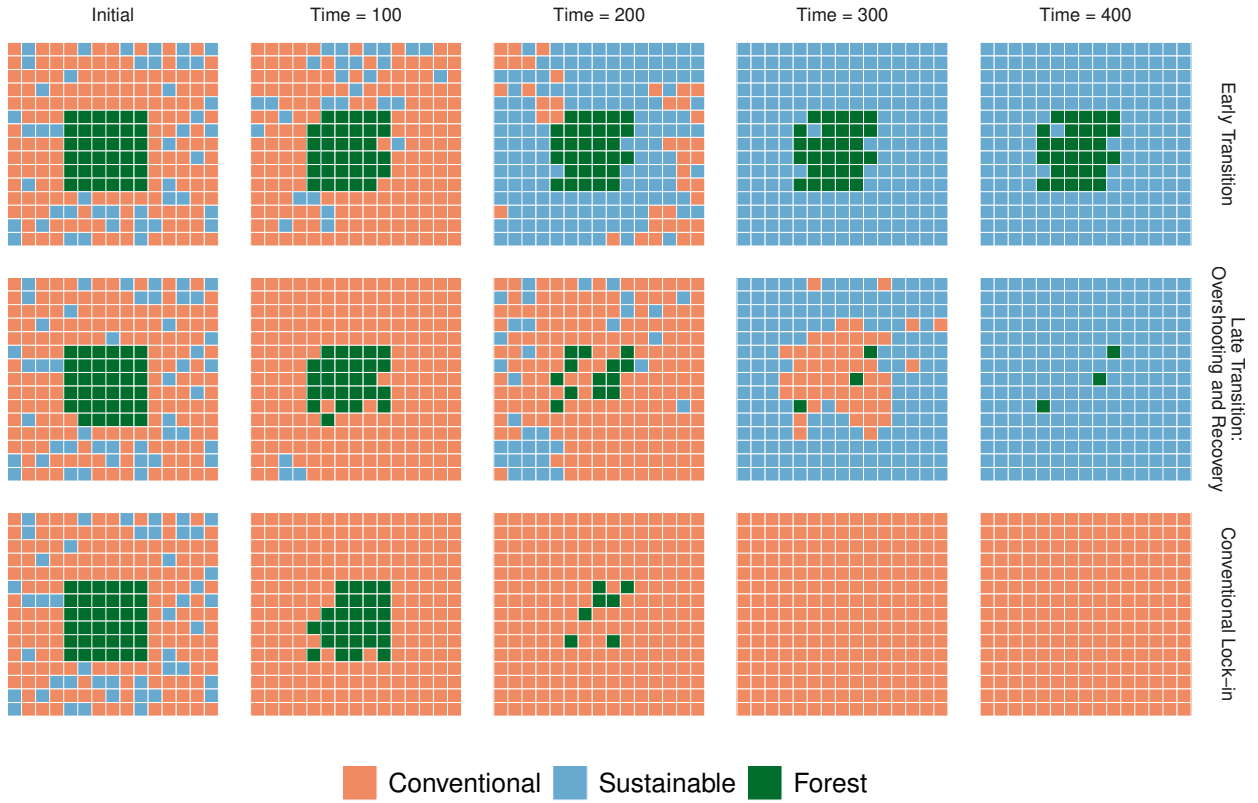 Initial
Time = 100
Time = 200
Time = 300
Time = 400
Early Transition
Late Transition:
Overshooting and Recovery
Conventional Lock−in
Conventional
Sustainable
Forest